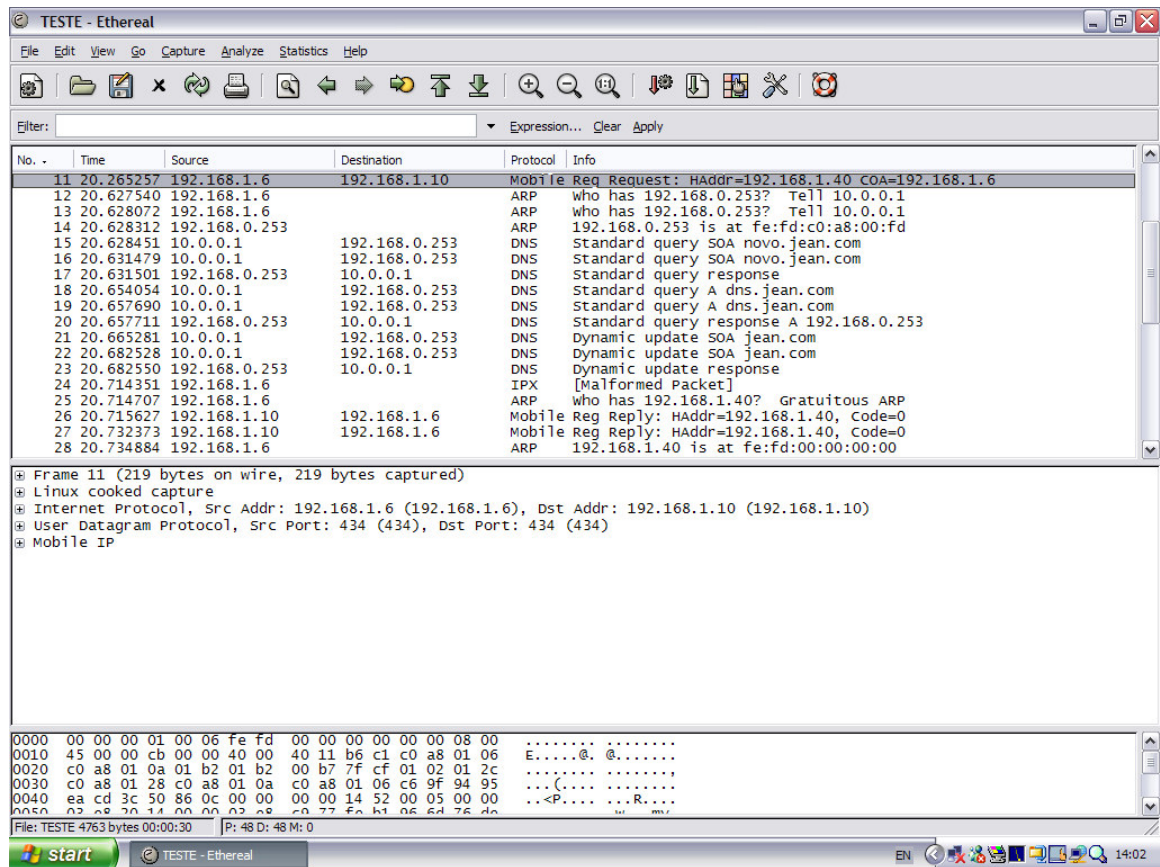 TESTE - Ethereal
File Edit View Go Capture Analyze Statistics Help
Filter: Expression... Clear Apply
No. Time Source Destination Protocol Info
11 20.265257 192.168.1.6 192.168.1.10 Mobile Reg Request: HAddr=192.168.1.40 COA=192.168.1.6
12 20.627540 192.168.1.6 ARP who has 192.168.0.253? Tell 10.0.0.1
13 20.628072 192.168.1.6 ARP who has 192.168.0.253? Tell 10.0.0.1
14 20.628312 192.168.0.253 ARP 192.168.0.253 is at fe:fd:c0:a8:00:fd
15 20.628451 10.0.0.1 192.168.0.253 DNS Standard query SOA novo.jean.com
16 20.631479 10.0.0.1 192.168.0.253 DNS Standard query SOA novo.jean.com
17 20.631501 192.168.0.253 10.0.0.1 DNS Standard query response
18 20.654054 10.0.0.1 192.168.0.253 DNS Standard query A dns.jean.com
19 20.657690 10.0.0.1 192.168.0.253 DNS Standard query A dns.jean.com
20 20.657711 192.168.0.253 10.0.0.1 DNS Standard query response A 192.168.0.253
21 20.665281 10.0.0.1 192.168.0.253 DNS Dynamic update SOA jean.com
22 20.682528 10.0.0.1 192.168.0.253 DNS Dynamic update SOA jean.com
23 20.682550 192.168.0.253 10.0.0.1 DNS Dynamic update response
24 20.714351 192.168.1.6 IPX [Malformed Packet]
25 20.714707 192.168.1.6 ARP who has 192.168.1.40? Gratuitous ARP
26 20.715627 192.168.1.10 192.168.1.6 Mobile Reg Reply: HAddr=192.168.1.40, Code=0
27 20.732373 192.168.1.10 192.168.1.6 Mobile Reg Reply: HAddr=192.168.1.40, Code=0
28 20.734884 192.168.1.6 ARP 192.168.1.40 is at fe:fd:00:00:00:00
Frame 11 (219 bytes on wire, 219 bytes captured)
Linux cooked capture
Internet Protocol, Src Addr: 192.168.1.6 (192.168.1.6), Dst Addr: 192.168.1.10 (192.168.1.10)
User Datagram Protocol, Src Port: 434 (434), Dst Port: 434 (434)
Mobile IP
0000 00 00 00 01 00 06 fe fd 00 00 00 00 00 00 08 00 ........ ........
0010 45 00 00 cb 00 00 40 00 40 11 b6 c1 c0 a8 01 06 E.....@. @.......
0020 c0 a8 01 0a 01 b2 01 b2 00 b7 7f cf 01 02 01 2c ........ .......,
0030 c0 a8 01 28 c0 a8 01 0a c0 a8 01 06 c6 9f 94 95 ...(.... ........
0040 ea cd 3c 50 86 0c 00 00 00 00 14 52 00 05 00 00 ..<P.... ...R....
File: TESTE 4763 bytes 00:00:30 P: 48 D: 48 M: 0
start TESTE - Ethereal EN 14:02